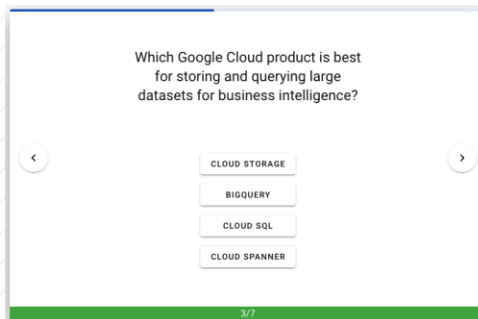 Which Google Cloud product is best
for storing and querying large
datasets for business intelligence?
CLOUD STORAGE
BIGQUERY
CLOUD SQL
CLOUD SPANNER
3/7